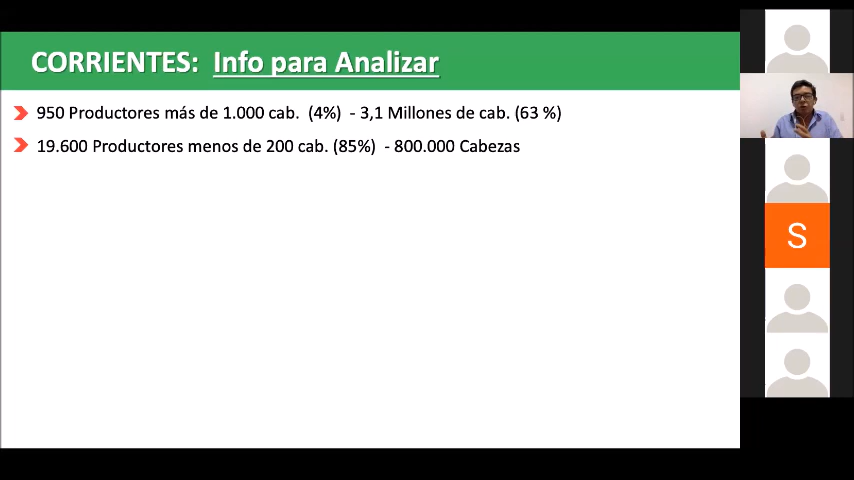 CORRIENTES: Info para Analizar
950 Productores más de 1.000 cab. (4%) - 3,1 Millones de cab. (63 %)
19.600 Productores menos de 200 cab. (85%) - 800.000 Cabezas
S